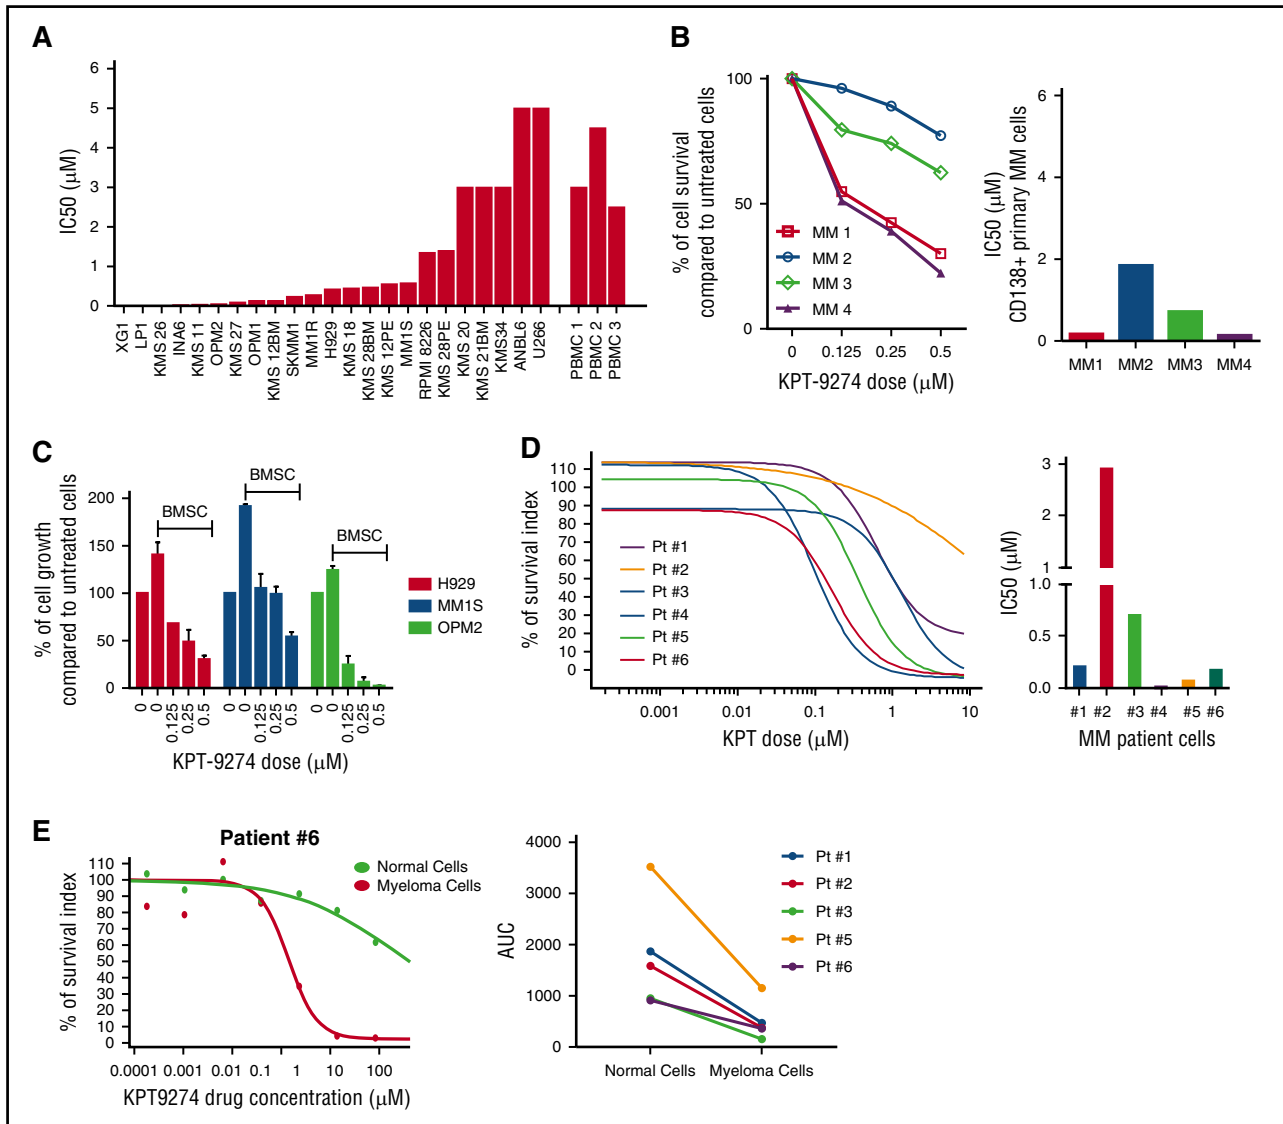 A
IC50 (µM)
6
5
4
3
2
1
0
XG1
LP1
KMS 26
INA6
KMS 11
OPM2
KMS 27
OPM1
KMS 12BM
SKMM1
MM1R
H929
KMS 18
KMS 28BM
KMS 12PE
MM1S
RPMI 8226
KMS 28PE
KMS 20
KMS 21BM
KMS34
ANBL6
U266
PBMC 1
PBMC 2
PBMC 3
B
% of cell survival
compared to untreated cells
100
50
0
MM 1
MM 2
MM 3
MM 4
0 0.125 0.25 0.5
KPT-9274 dose (µM)
IC50 (µM)
CD138+ primary MM cells
6
4
2
0
MM1 MM2 MM3 MM4
C
% of cell growth
compared to untreated cells
200
150
100
50
0
BMSC
BMSC
BMSC
H929
MM1S
OPM2
0 0 0.125 0.25 0.5 0 0 0.125 0.25 0.5 0 0 0.125 0.25 0.5
KPT-9274 dose (µM)
D
% of survival index
110
100
90
80
70
60
50
40
30
20
10
0
Pt #1
Pt #2
Pt #3
Pt #4
Pt #5
Pt #6
0.001 0.01 0.1 1 10
KPT dose (µM)
IC50 (µM)
3
2
1
1.0
0.5
0.0
#1 #2 #3 #4 #5 #6
MM patient cells
E
Patient #6
% of survival index
110
100
90
80
70
60
50
40
30
20
10
0
Normal Cells
Myeloma Cells
0.0001 0.001 0.01 0.1 1 10 100
KPT9274 drug concentration (µM)
AUC
4000
3000
2000
1000
0
Pt #1
Pt #2
Pt #3
Pt #5
Pt #6
Normal Cells Myeloma Cells